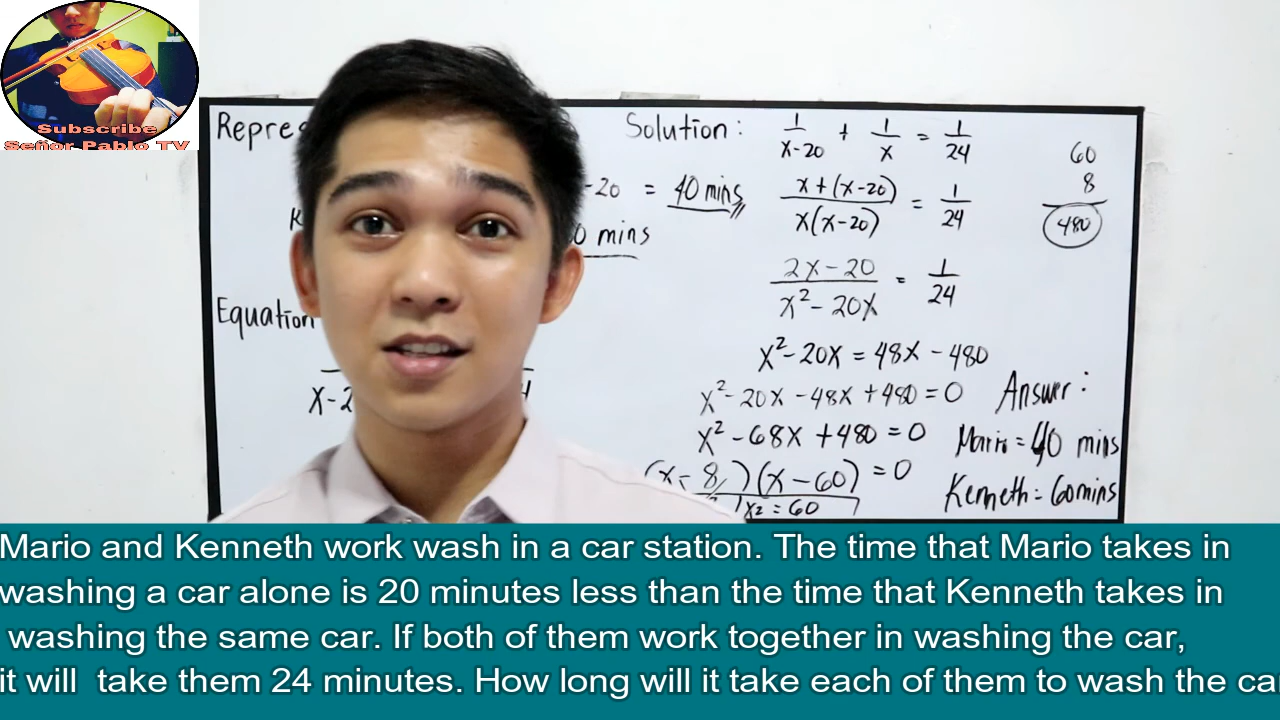 Subscribe
Señor Pablo TV
Solution: 1/(x-20) + 1/x = 1/24
-20 = 40 mins
(x+(x-20))/(x(x-20)) = 1/24
0 mins
(2x-20)/(x²-20x) = 1/24
60
8
480
Equation
x-2
x²-20x = 48x - 480
x²-20x-48x+480=0
x²-68x+480=0
(x-8)(x-60)=0
x₂=60
Answer:
Mario = 40 mins
Kenneth = 60mins
Mario and Kenneth work wash in a car station. The time that Mario takes in
washing a car alone is 20 minutes less than the time that Kenneth takes in
washing the same car. If both of them work together in washing the car,
it will take them 24 minutes. How long will it take each of them to wash the